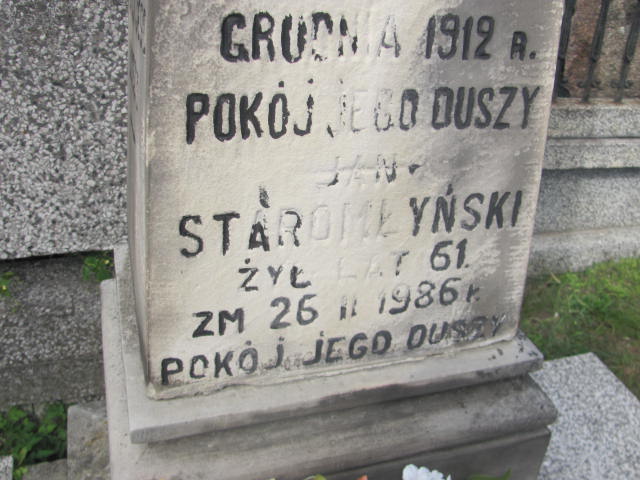 GRUDNIA 1912 R.
POKÓJ JEGO DUSZY
JAN
STAROMŁYŃSKI
ŻYŁ LAT 61.
ZM 26 II 1986 R.
POKÓJ JEGO DUSZY